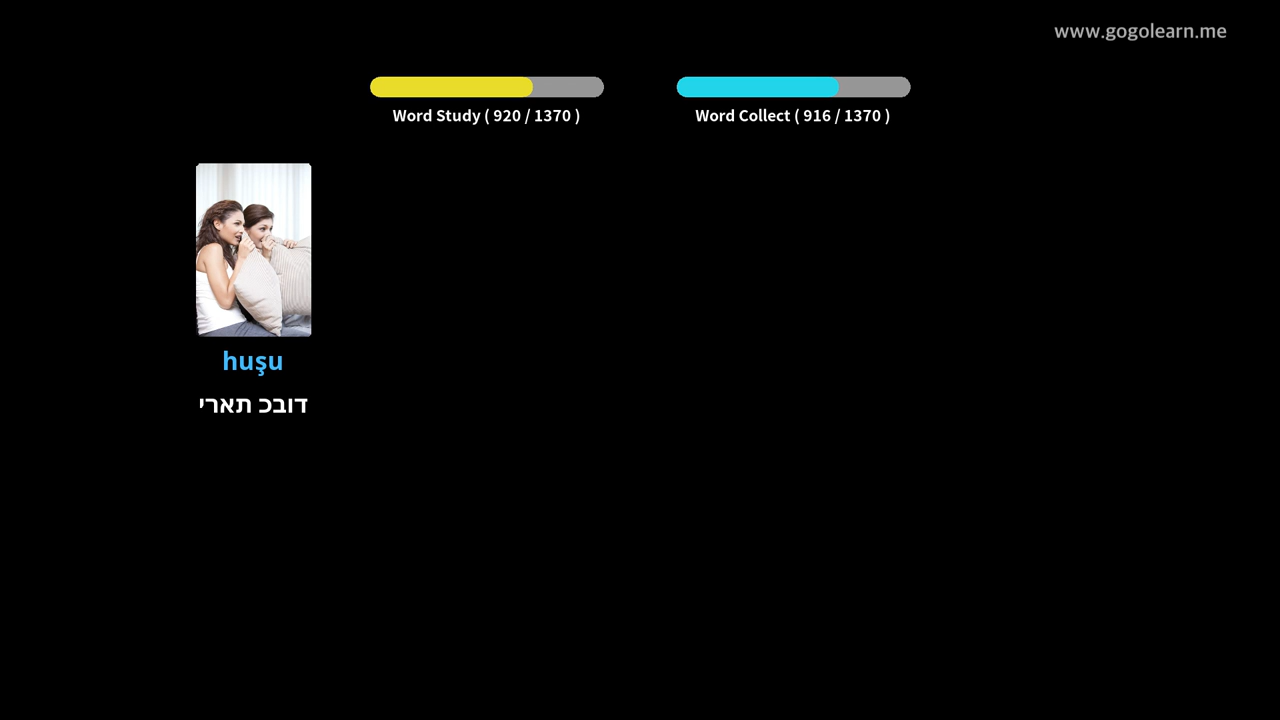 www.gogolearn.me
Word Study ( 920 / 1370 )
Word Collect ( 916 / 1370 )
huşu
דובכ תארי